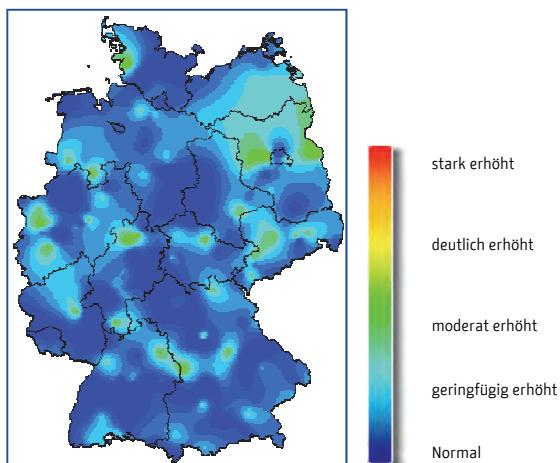 stark erhöht
deutlich erhöht
moderat erhöht
geringfügig erhöht
Normal